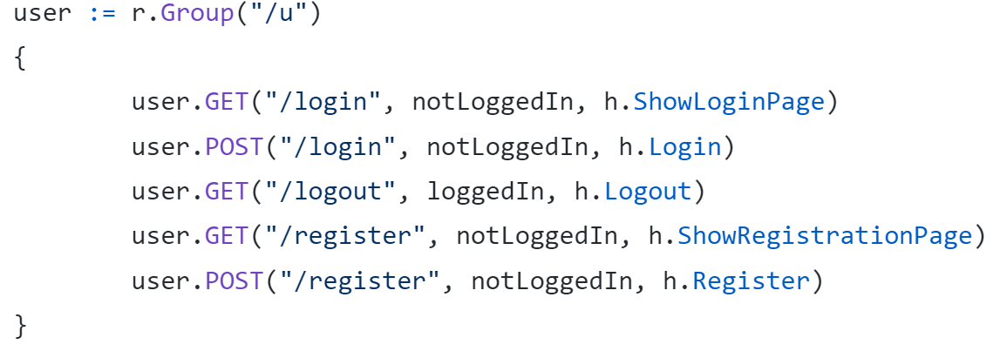 user := r.Group("/u")
{
        user.GET("/login", notLoggedIn, h.ShowLoginPage)
        user.POST("/login", notLoggedIn, h.Login)
        user.GET("/logout", loggedIn, h.Logout)
        user.GET("/register", notLoggedIn, h.ShowRegistrationPage)
        user.POST("/register", notLoggedIn, h.Register)
}